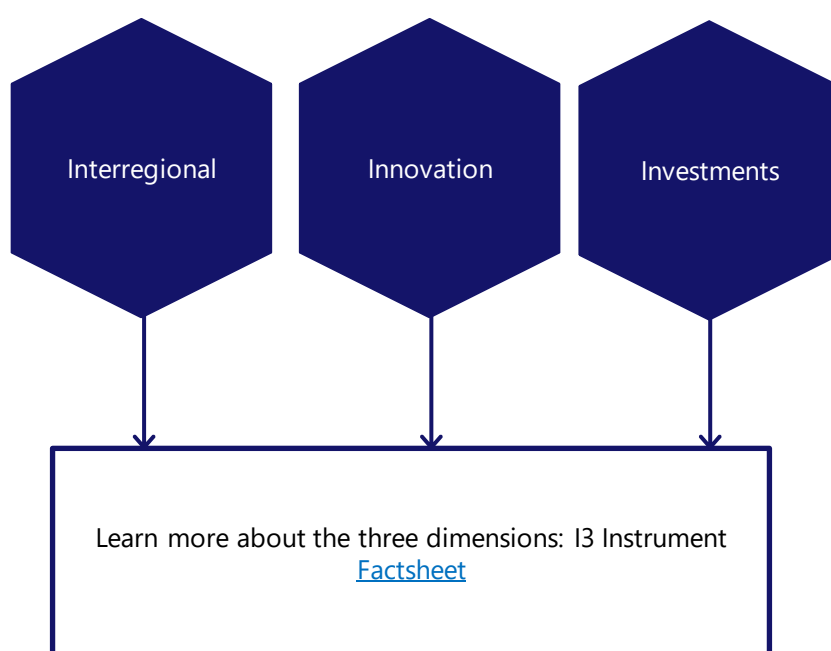 Interregional
Innovation
Investments
Learn more about the three dimensions: I3 Instrument
Factsheet